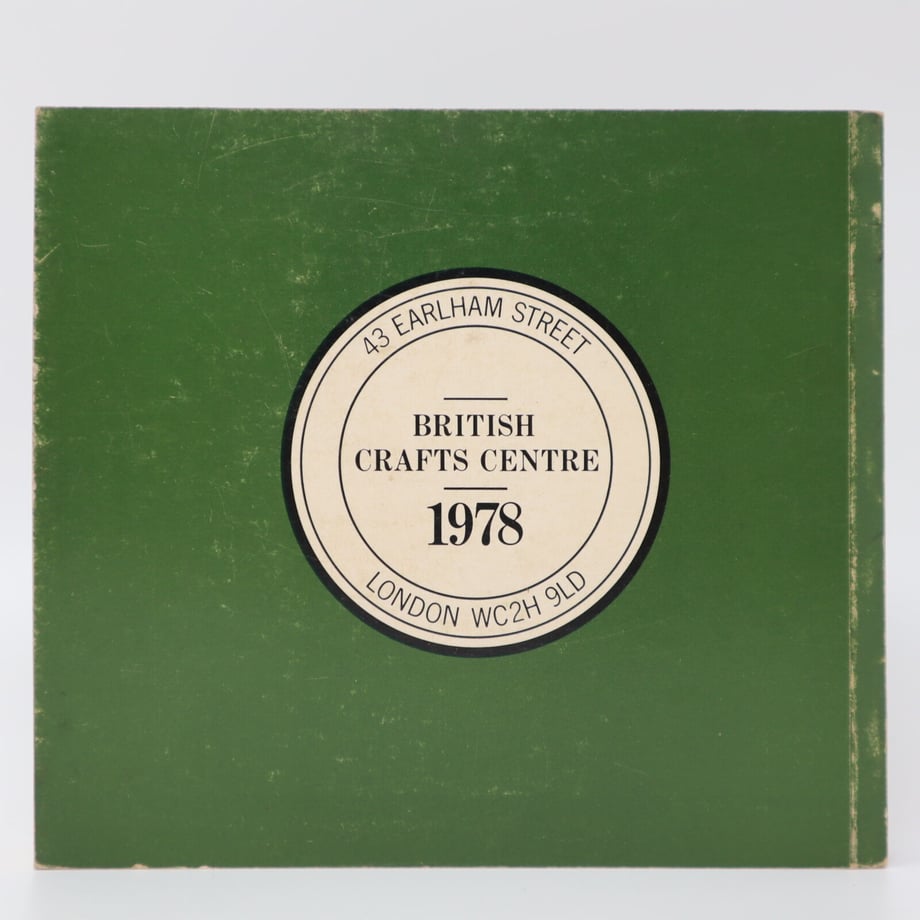 43 EARLHAM STREET
BRITISH
CRAFTS CENTRE
1978
LONDON WC2H 9LD